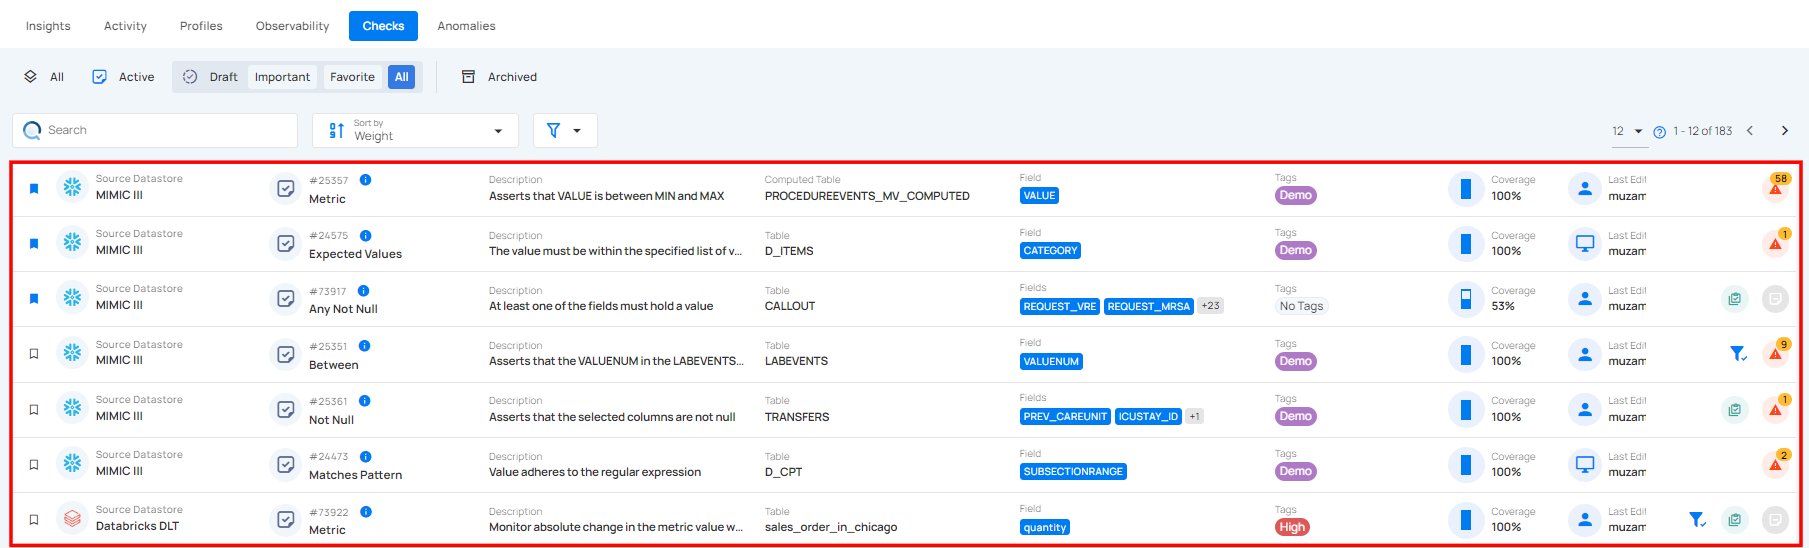 Insights Activity Profiles Observability Checks Anomalies
All Active Draft Important Favorite All Archived
Search Sort by Weight 12 1 - 12 of 183
Source Datastore #25357 Description Computed Table Field Tags Coverage Last Edit 58
MIMIC III Metric Asserts that VALUE is between MIN and MAX PROCEDUREEVENTS_MV_COMPUTED VALUE Demo 100% muzam
Source Datastore #24575 Description Table Field Tags Coverage Last Edit 1
MIMIC III Expected Values The value must be within the specified list of v... D_ITEMS CATEGORY Demo 100% muzam
Source Datastore #73917 Description Table Fields Tags Coverage Last Edit
MIMIC III Any Not Null At least one of the fields must hold a value CALLOUT REQUEST_VRE REQUEST_MRSA +23 No Tags 53% muzam
Source Datastore #25351 Description Table Field Tags Coverage Last Edit 9
MIMIC III Between Asserts that the VALUENUM in the LABEVENTS... LABEVENTS VALUENUM Demo 100% muzam
Source Datastore #25361 Description Table Fields Tags Coverage Last Edit 1
MIMIC III Not Null Asserts that the selected columns are not null TRANSFERS PREV_CAREUNIT ICUSTAY_ID +1 Demo 100% muzam
Source Datastore #24473 Description Table Field Tags Coverage Last Edit 2
MIMIC III Matches Pattern Value adheres to the regular expression D_CPT SUBSECTIONRANGE Demo 100% muzam
Source Datastore #73922 Description Table Field Tags Coverage Last Edit
Databricks DLT Metric Monitor absolute change in the metric value w... sales_order_in_chicago quantity High 100% muzam